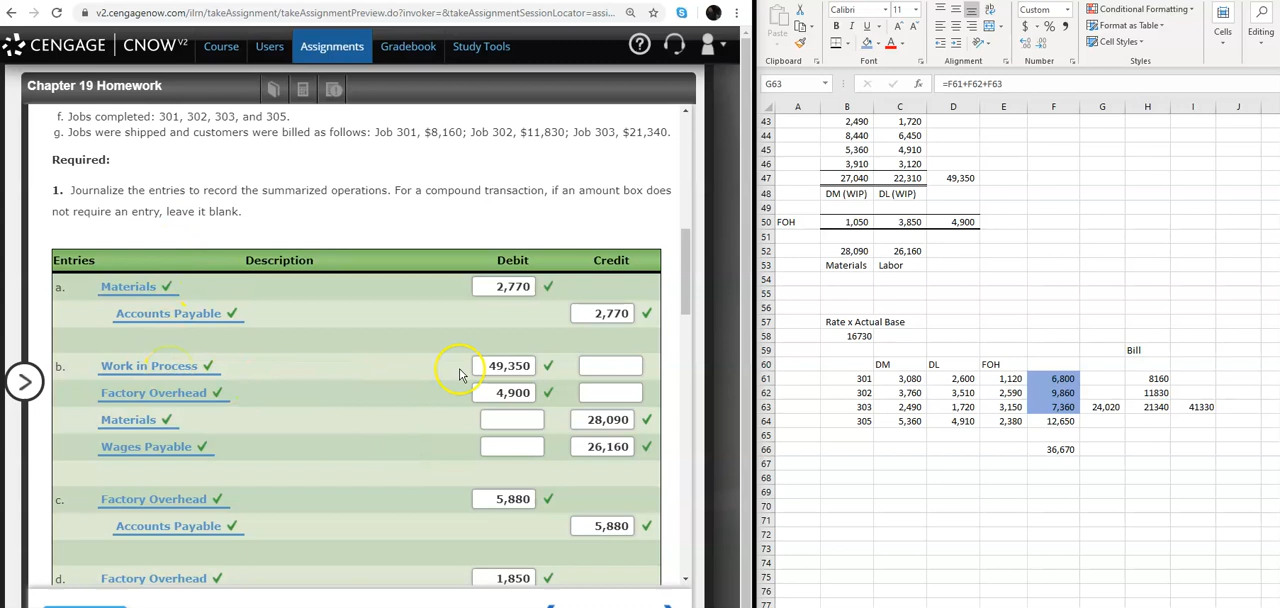 v2.cengagenow.com/ilrn/takeAssignment/takeAssignmentPreview.do?invoker=&takeAssignmentSessionLocator=assi...
CENGAGE | CNOWv2 Course Users Assignments Gradebook Study Tools
Chapter 19 Homework
f. Jobs completed: 301, 302, 303, and 305.
g. Jobs were shipped and customers were billed as follows: Job 301, $8,160; Job 302, $11,830; Job 303, $21,340.
Required:
1. Journalize the entries to record the summarized operations. For a compound transaction, if an amount box does
not require an entry, leave it blank.
Entries Description Debit Credit
a. Materials 2,770
Accounts Payable 2,770
b. Work in Process 49,350
Factory Overhead 4,900
Materials 28,090
Wages Payable 26,160
c. Factory Overhead 5,880
Accounts Payable 5,880
d. Factory Overhead 1,850
Paste
Clipboard
Calibri 11
B I U
Font
Alignment
Custom
$ % ,
Number
Conditional Formatting
Format as Table
Cell Styles
Styles
Cells
Editing
G63 fx =F61+F62+F63
A B C D E F G H I J
43 2,490 1,720
44 8,440 6,450
45 5,360 4,910
46 3,910 3,120
47 27,040 22,310 49,350
48 DM (WIP) DL (WIP)
49
50 FOH 1,050 3,850 4,900
51
52 28,090 26,160
53 Materials Labor
54
55
56
57 Rate x Actual Base
58 16730
59 Bill
60 DM DL FOH
61 301 3,080 2,600 1,120 6,800 8160
62 302 3,760 3,510 2,590 9,860 11830
63 303 2,490 1,720 3,150 7,360 24,020 21340 41330
64 305 5,360 4,910 2,380 12,650
65
66 36,670
67
68
69
70
71
72
73
74
75
76
77